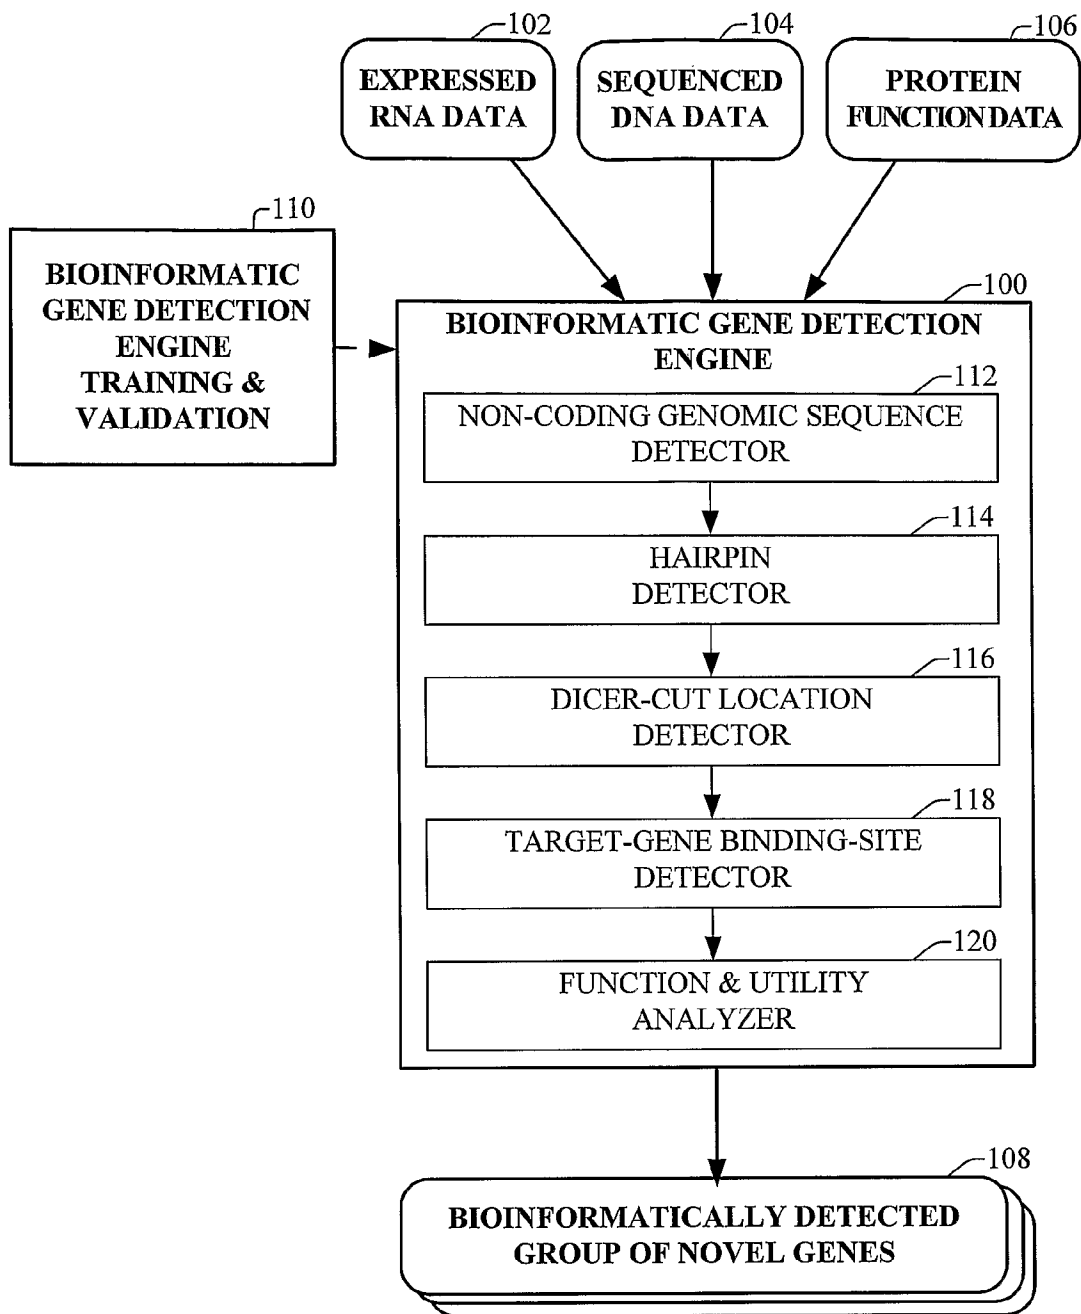 102
104
106
EXPRESSED
RNA DATA
SEQUENCED
DNA DATA
PROTEIN
FUNCTION DATA
110
BIOINFORMATIC
GENE DETECTION
ENGINE
TRAINING &
VALIDATION
100
BIOINFORMATIC GENE DETECTION
ENGINE
112
NON-CODING GENOMIC SEQUENCE
DETECTOR
114
HAIRPIN
DETECTOR
116
DICER-CUT LOCATION
DETECTOR
118
TARGET-GENE BINDING-SITE
DETECTOR
120
FUNCTION & UTILITY
ANALYZER
108
BIOINFORMATICALLY DETECTED
GROUP OF NOVEL GENES